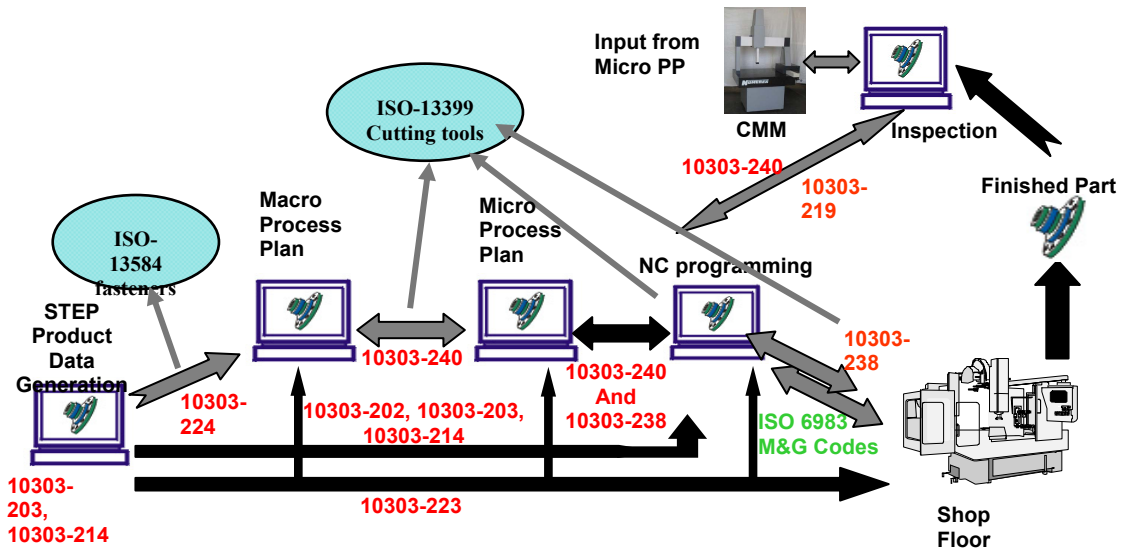 Input from
Micro PP
CMM
Inspection
ISO-13399
Cutting tools
10303-240
10303-
219
Finished Part
Macro
Process
Plan
Micro
Process
Plan
ISO-
13584
fasteners
NC programming
STEP
Product
Data
Generation
10303-
224
10303-240
10303-240
And
10303-238
10303-
238
10303-202, 10303-203,
10303-214
ISO 6983
M&G Codes
10303-
203,
10303-214
10303-223
Shop
Floor